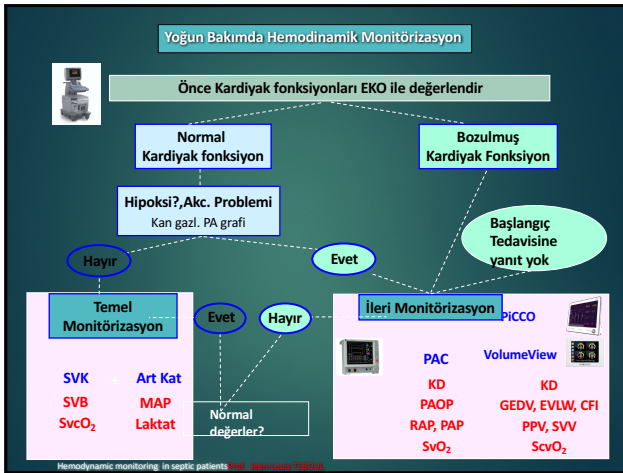 Yoğun Bakımda Hemodinamik Monitörizasyon
Önce Kardiyak fonksiyonları EKO ile değerlendir
Normal
Kardiyak fonksiyon
Bozulmuş
Kardiyak Fonksiyon
Hipoksi?,Akc. Problemi
Kan gazl. PA grafi
Başlangıç
Tedavisine
yanıt yok
Hayır
Evet
Temel
Monitörizasyon
Evet
Hayır
İleri Monitörizasyon
PiCCO
SVK + Art Kat
SVB MAP
SvcO₂ Laktat
Normal
değerler?
PAC
KD
PAOP
RAP, PAP
SvO₂
VolumeView
KD
GEDV, EVLW, CFI
PPV, SVV
ScvO₂
Hemodynamic monitoring in septic patients